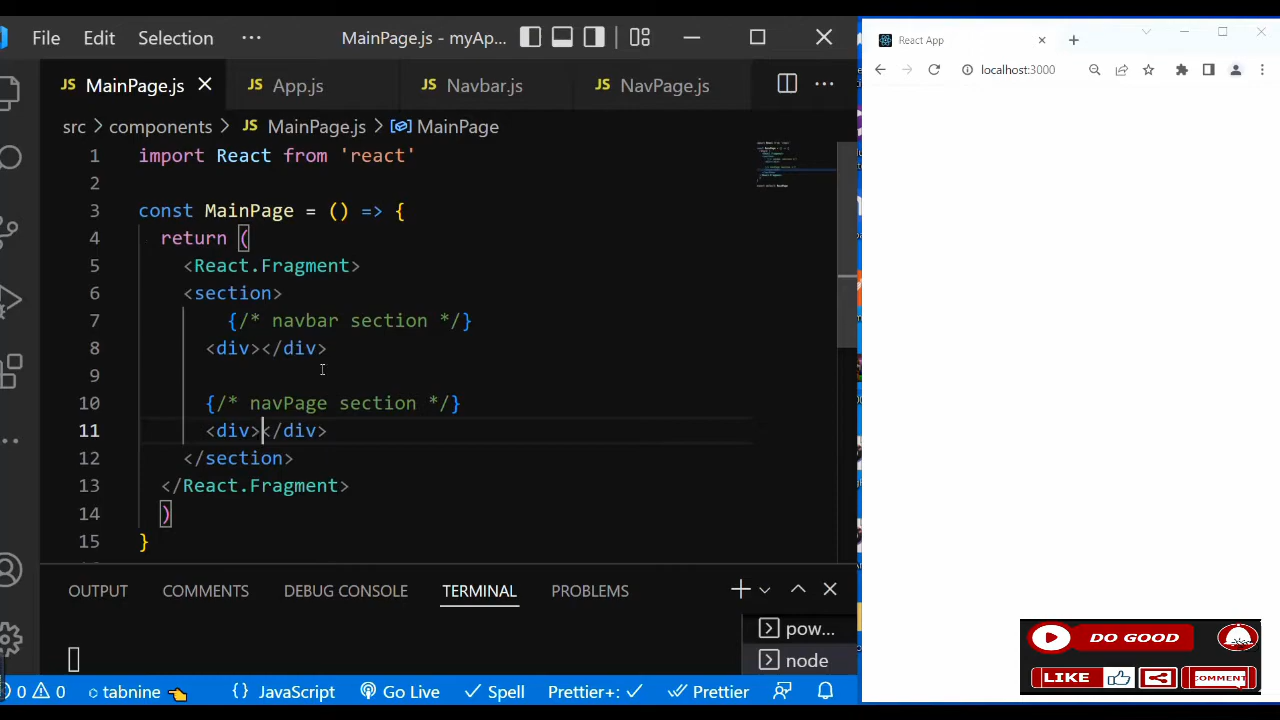 File Edit Selection ··· MainPage.js - myAp...
JS MainPage.js JS App.js JS Navbar.js JS NavPage.js ···
src > components > JS MainPage.js > MainPage
1 import React from 'react'
2
3 const MainPage = () => {
4 return (
5 <React.Fragment>
6 <section>
7 {/* navbar section */}
8 <div></div>
9
10 {/* navPage section */}
11 <div></div>
12 </section>
13 </React.Fragment>
14 )
15 }
OUTPUT COMMENTS DEBUG CONSOLE TERMINAL PROBLEMS
pow...
node
0 0 tabnine {} JavaScript Go Live Spell Prettier+: Prettier
React App
localhost:3000
DO GOOD
LIKE COMMENT